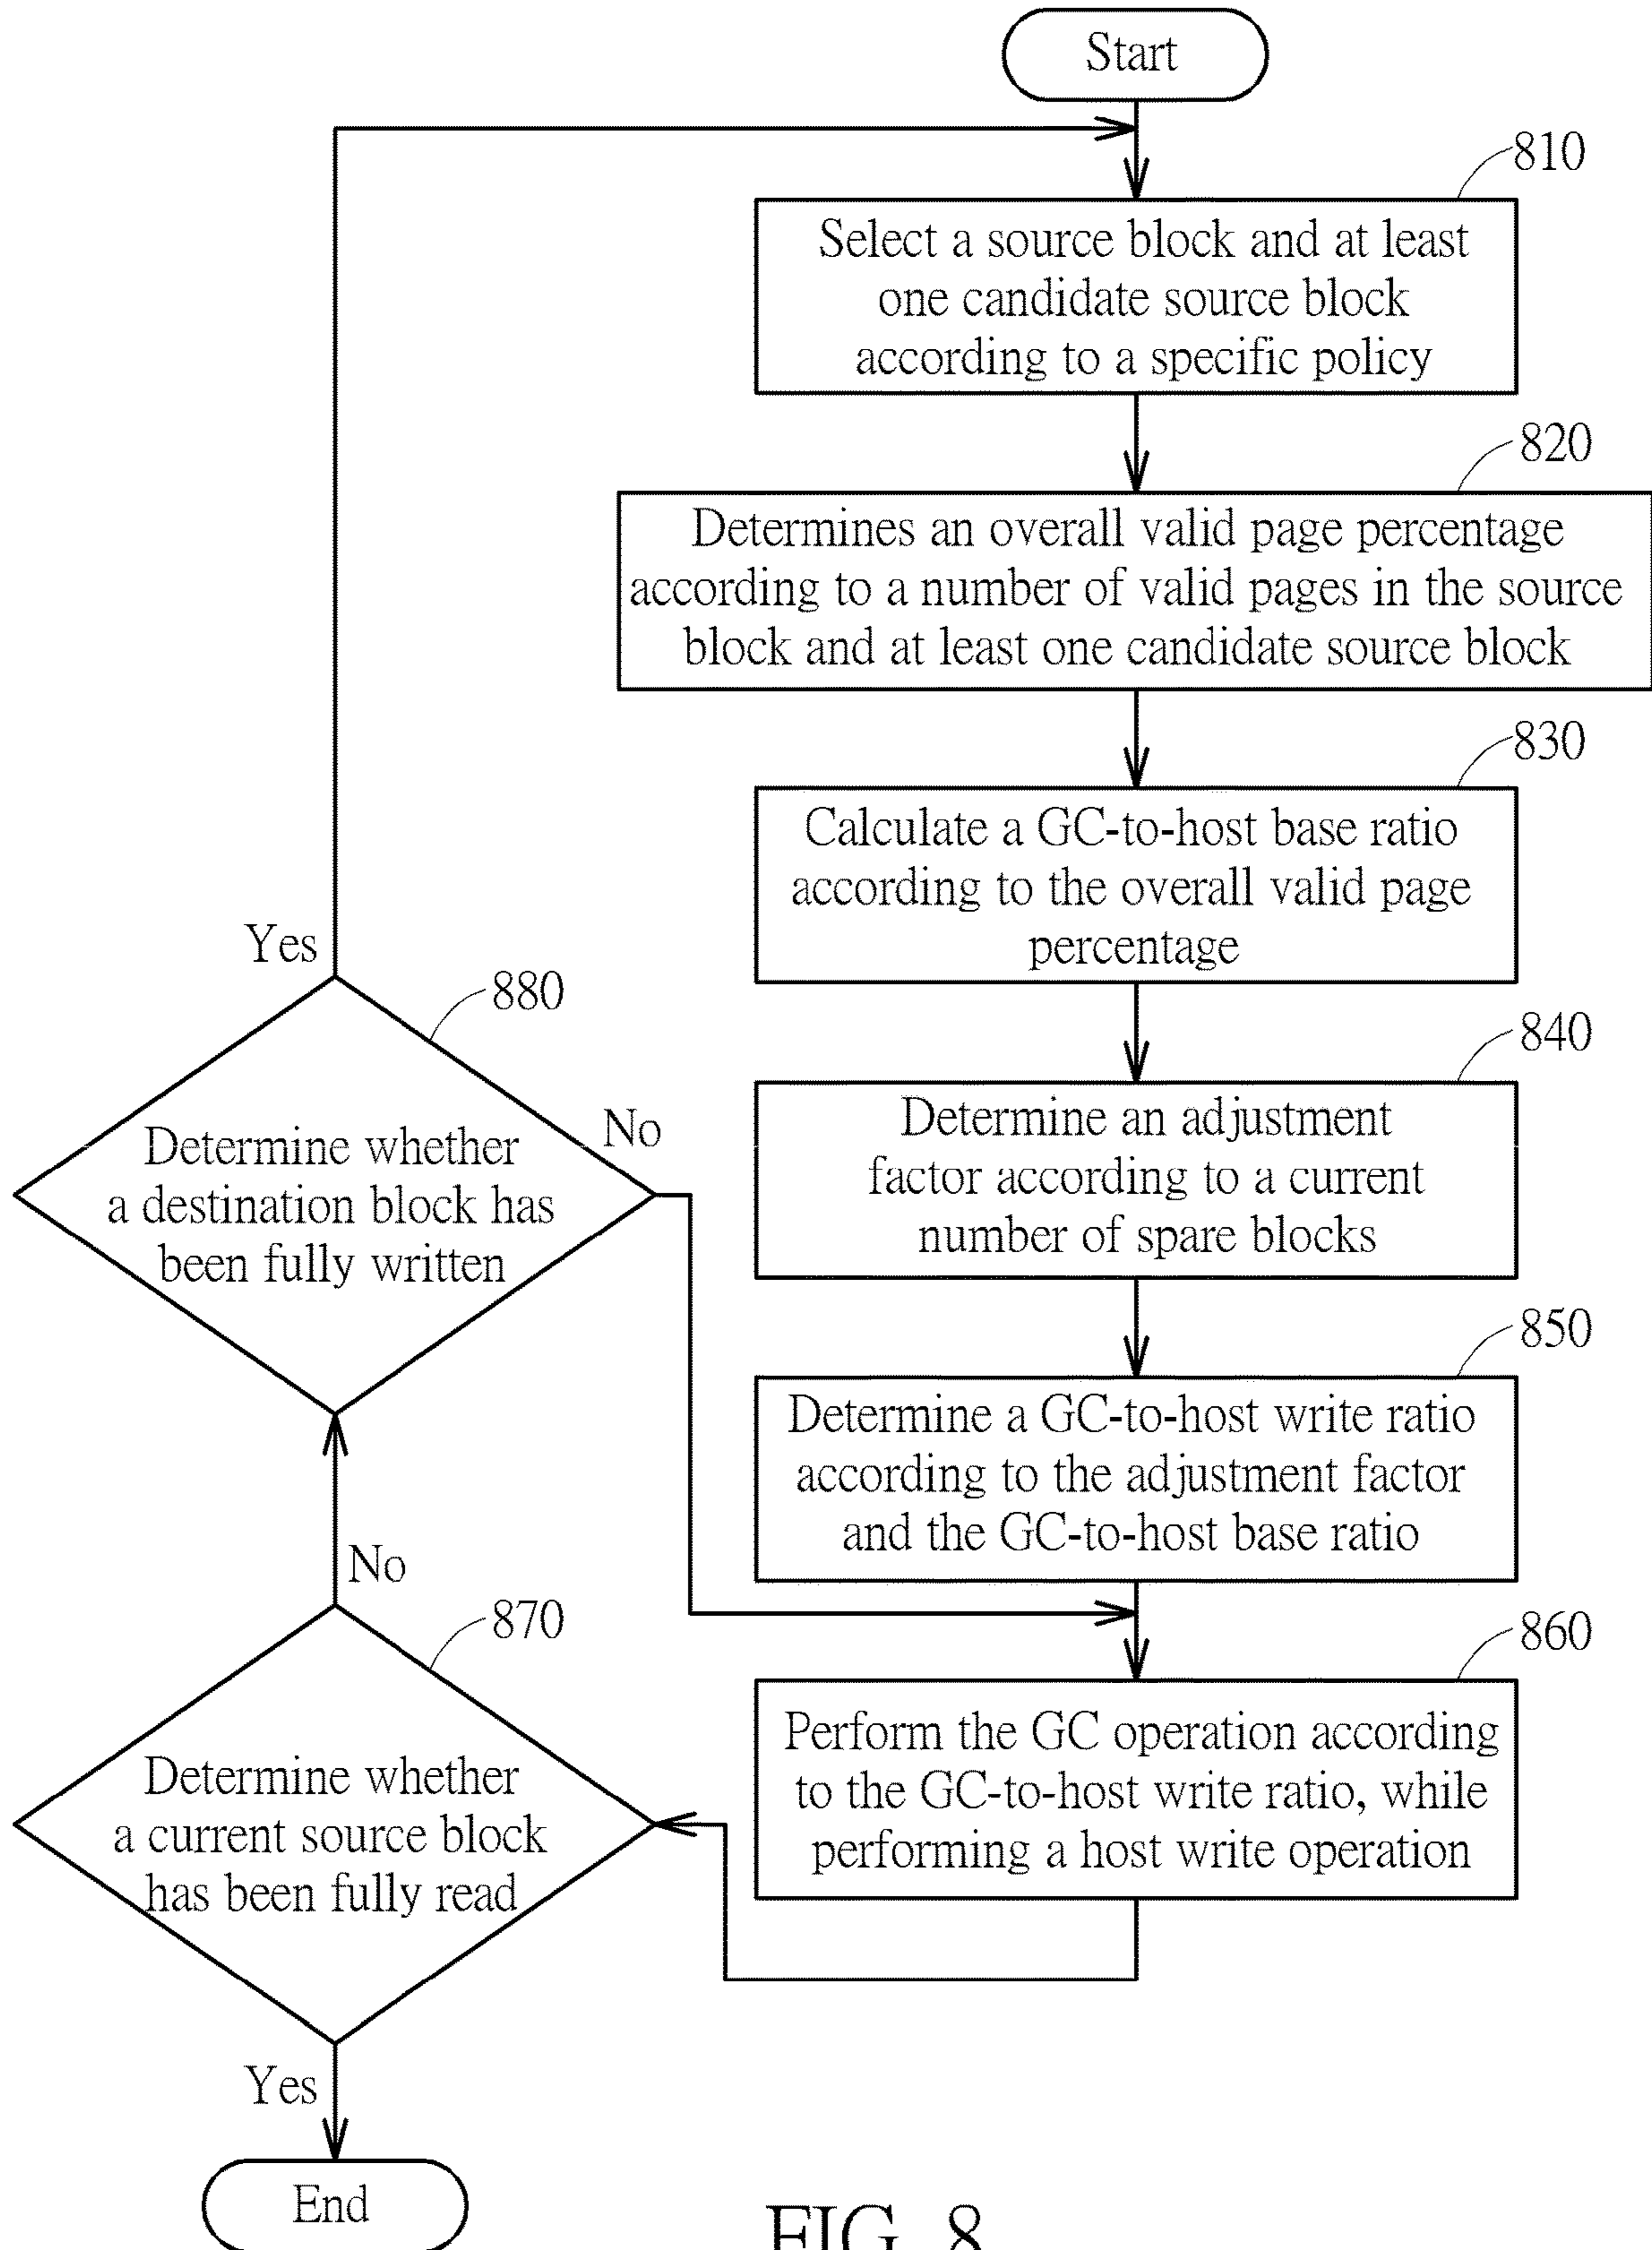 Start
810
Select a source block and at least
one candidate source block
according to a specific policy
820
Determines an overall valid page percentage
according to a number of valid pages in the source
block and at least one candidate source block
830
Calculate a GC-to-host base ratio
according to the overall valid page
percentage
840
Determine an adjustment
factor according to a current
number of spare blocks
850
Determine a GC-to-host write ratio
according to the adjustment factor
and the GC-to-host base ratio
860
Perform the GC operation according
to the GC-to-host write ratio, while
performing a host write operation
870
Determine whether
a current source block
has been fully read
No
Yes
880
Determine whether
a destination block has
been fully written
Yes
No
End
FIG. 8